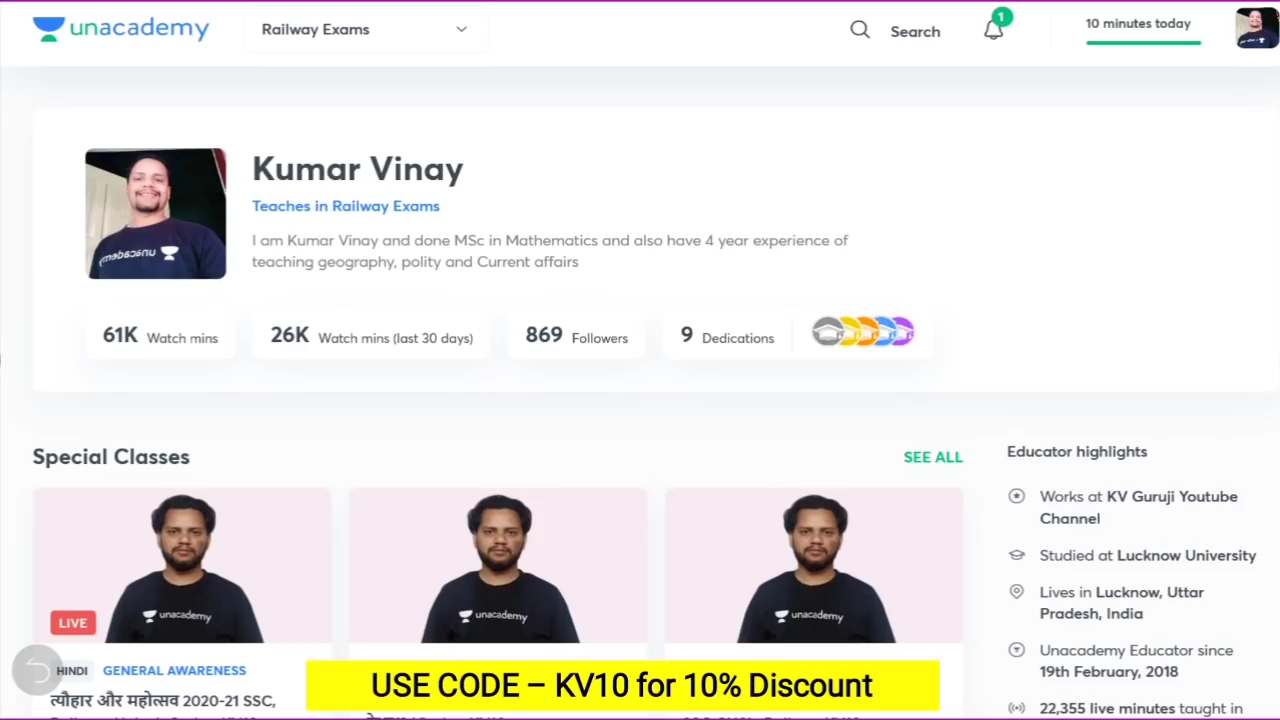 unacademy
Railway Exams
Search
1
10 minutes today
Kumar Vinay
Teaches in Railway Exams
I am Kumar Vinay and done MSc in Mathematics and also have 4 year experience of
teaching geography, polity and Current affairs
unacademy
61K Watch mins
26K Watch mins (last 30 days)
869 Followers
9 Dedications
Special Classes
SEE ALL
Educator highlights
Works at KV Guruji Youtube
Channel
Studied at Lucknow University
Lives in Lucknow, Uttar
Pradesh, India
Unacademy Educator since
19th February, 2018
22,355 live minutes taught in
unacademy
unacademy
unacademy
LIVE
HINDI GENERAL AWARENESS
त्यौहार और महोत्सव 2020-21 SSC,
USE CODE – KV10 for 10% Discount